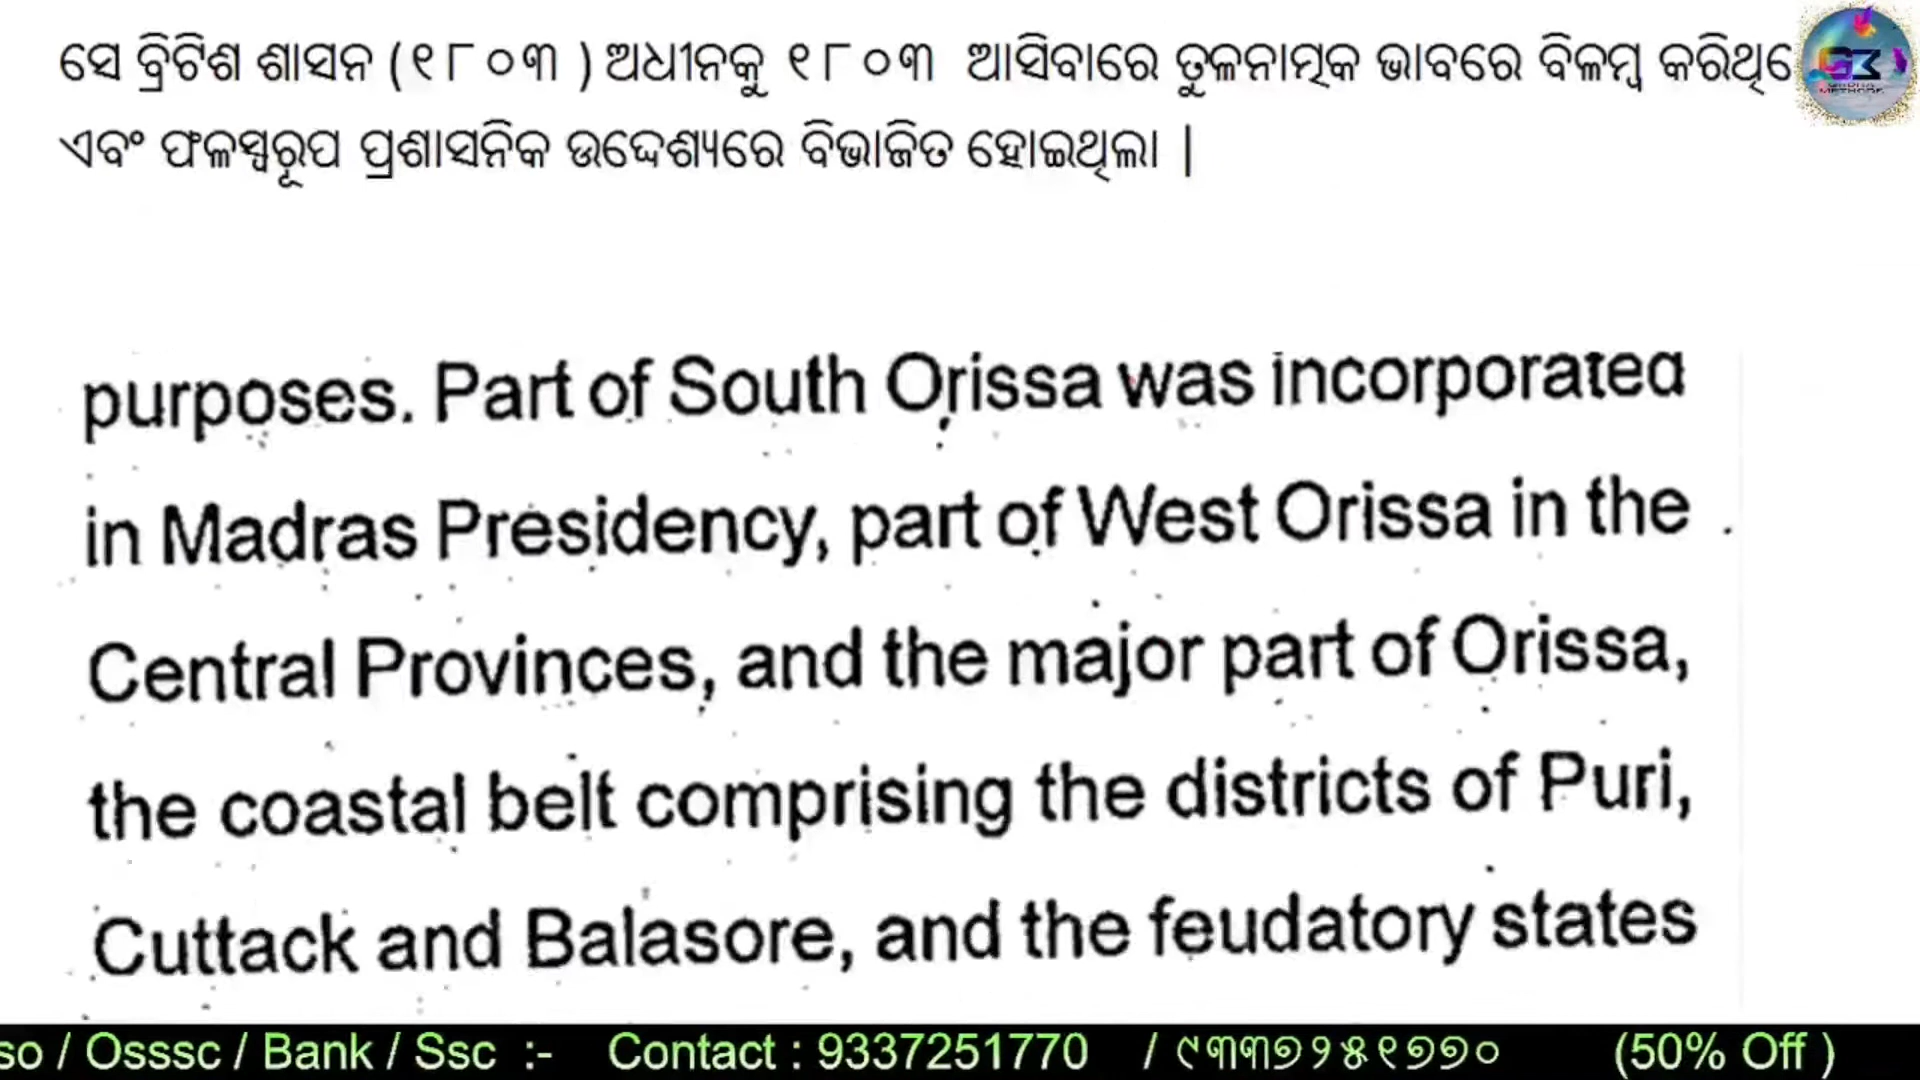 ସେ ବ୍ରିଟିଶ ଶାସନ (୧୮୦୩ ) ଅଧୀନକୁ ୧୮୦୩ ଆସିବାରେ ତୁଳନାତ୍ମକ ଭାବରେ ବିଳମ୍ବ କରିଥିଲେ
ଏବଂ ଫଳସ୍ୱରୂପ ପ୍ରଶାସନିକ ଉଦ୍ଦେଶ୍ୟରେ ବିଭାଜିତ ହୋଇଥିଲା |
purposes. Part of South Orissa was incorporated
in Madras Presidency, part of West Orissa in the
Central Provinces, and the major part of Orissa,
the coastal belt comprising the districts of Puri,
Cuttack and Balasore, and the feudatory states
so / Osssc / Bank / Ssc :- Contact : 9337251770 / ୯୩୩୭୨୫୧୭୭୦ (50% Off )